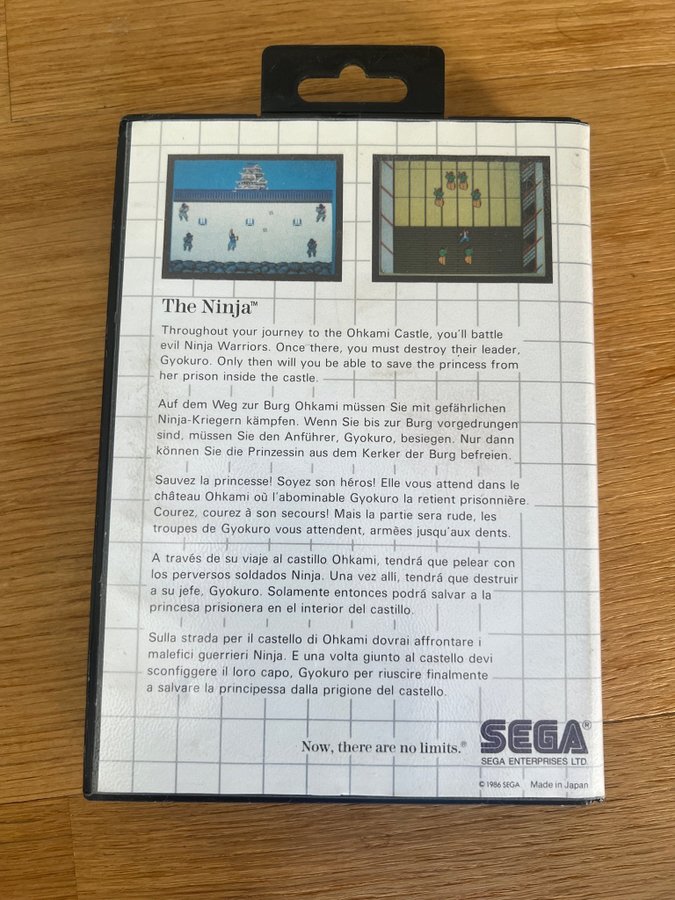 The Ninja™
Throughout your journey to the Ohkami Castle, you'll battle
evil Ninja Warriors. Once there, you must destroy their leader,
Gyokuro. Only then will you be able to save the princess from
her prison inside the castle.
Auf dem Weg zur Burg Ohkami müssen Sie mit gefährlichen
Ninja-Kriegern kämpfen. Wenn Sie bis zur Burg vorgedrungen
sind, müssen Sie den Anführer, Gyokuro, besiegen. Nur dann
können Sie die Prinzessin aus dem Kerker der Burg befreien.
Sauvez la princesse! Soyez son héros! Elle vous attend dans le
château Ohkami où l'abominable Gyokuro la retient prisonnière.
Courez, courez à son secours! Mais la partie sera rude, les
troupes de Gyokuro vous attendent, armèes jusqu'aux dents.
A través de su viaje al castillo Ohkami, tendrá que pelear con
los perversos soldados Ninja. Una vez allí, tendrá que destruir
a su jefe, Gyokuro. Solamente entonces podrá salvar a la
princesa prisionera en el interior del castillo.
Sulla strada per il castello di Ohkami dovrai affrontare i
malefici guerrieri Ninja. E una volta giunto al castello devi
sconfiggere il loro capo, Gyokuro per riuscire finalmente
a salvare la principessa dalla prigione del castello.
Now, there are no limits.®
SEGA®
SEGA ENTERPRISES LTD.
© 1986 SEGA Made in Japan